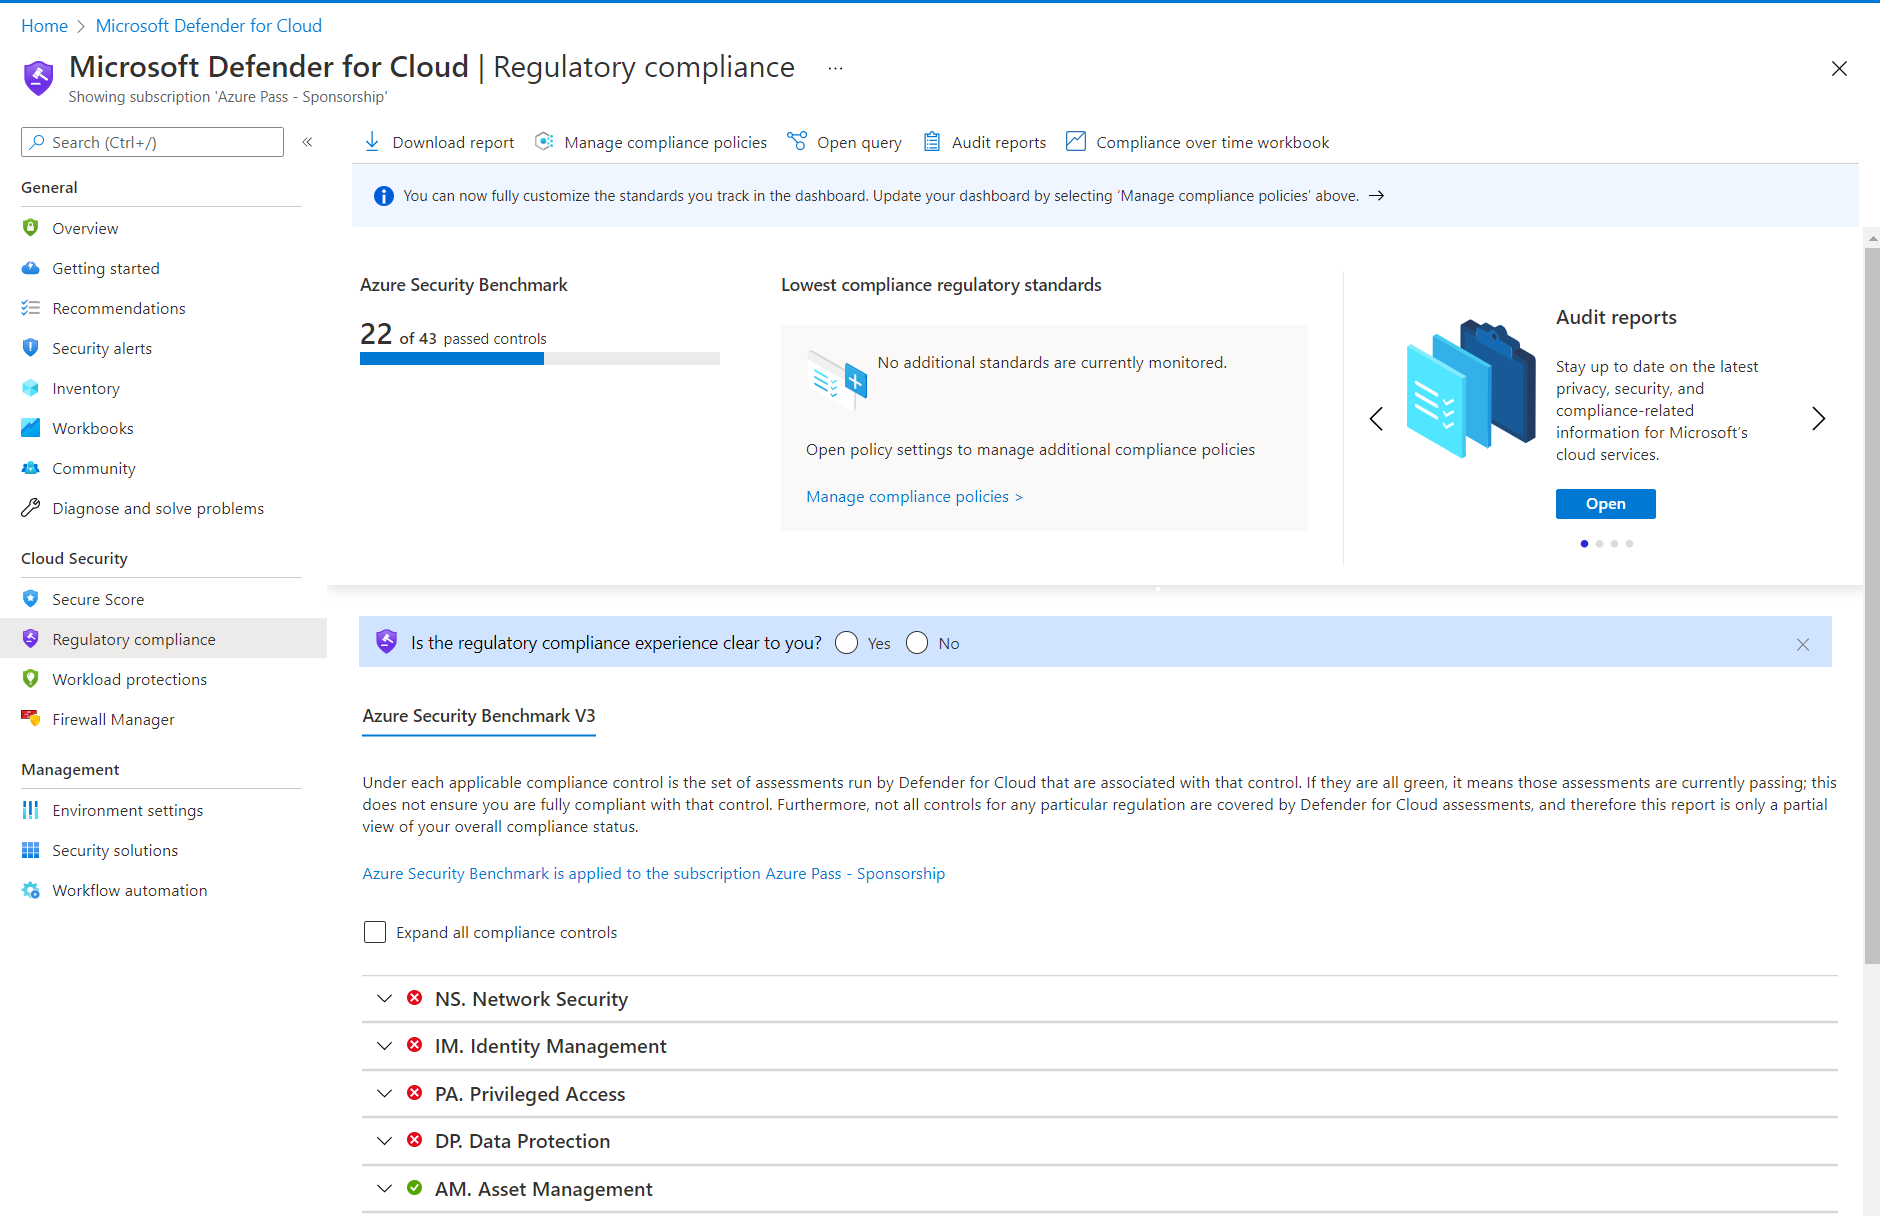 Home > Microsoft Defender for Cloud
Microsoft Defender for Cloud | Regulatory compliance ...
Showing subscription 'Azure Pass - Sponsorship'
Search (Ctrl+/)
«
General
Overview
Getting started
Recommendations
Security alerts
Inventory
Workbooks
Community
Diagnose and solve problems
Cloud Security
Secure Score
Regulatory compliance
Workload protections
Firewall Manager
Management
Environment settings
Security solutions
Workflow automation
Download report
Manage compliance policies
Open query
Audit reports
Compliance over time workbook
You can now fully customize the standards you track in the dashboard. Update your dashboard by selecting 'Manage compliance policies' above. →
Azure Security Benchmark
22 of 43 passed controls
Lowest compliance regulatory standards
No additional standards are currently monitored.
Open policy settings to manage additional compliance policies
Manage compliance policies >
Audit reports
Stay up to date on the latest
privacy, security, and
compliance-related
information for Microsoft's
cloud services.
Open
Is the regulatory compliance experience clear to you? Yes No
Azure Security Benchmark V3
Under each applicable compliance control is the set of assessments run by Defender for Cloud that are associated with that control. If they are all green, it means those assessments are currently passing; this
does not ensure you are fully compliant with that control. Furthermore, not all controls for any particular regulation are covered by Defender for Cloud assessments, and therefore this report is only a partial
view of your overall compliance status.
Azure Security Benchmark is applied to the subscription Azure Pass - Sponsorship
Expand all compliance controls
NS. Network Security
IM. Identity Management
PA. Privileged Access
DP. Data Protection
AM. Asset Management